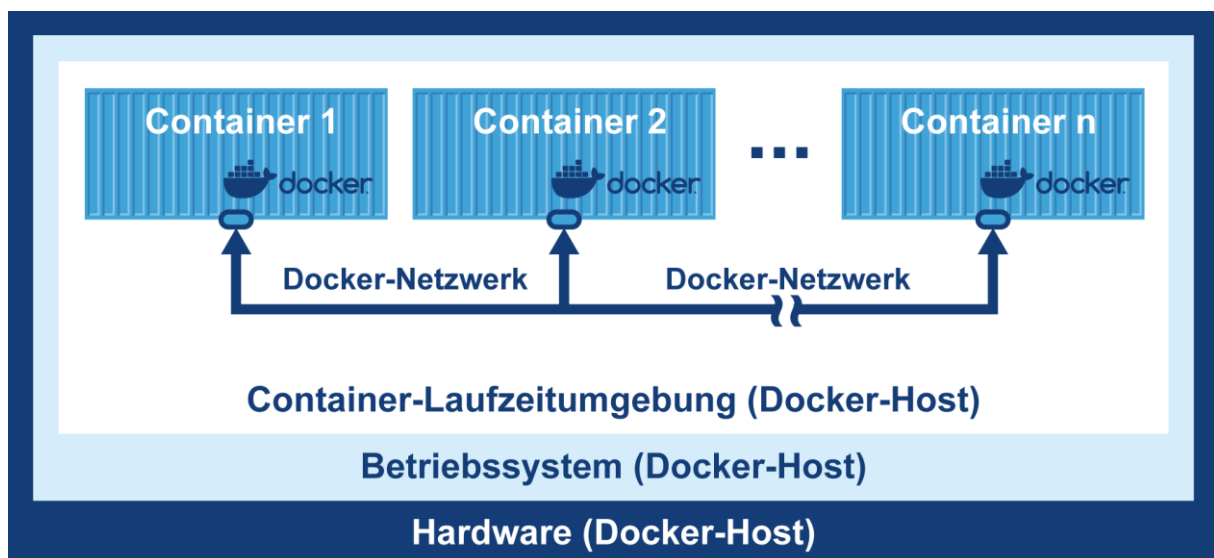 Container 1
Container 2
...
Container n
docker
docker
docker
Docker-Netzwerk
Docker-Netzwerk
Container-Laufzeitumgebung (Docker-Host)
Betriebssystem (Docker-Host)
Hardware (Docker-Host)